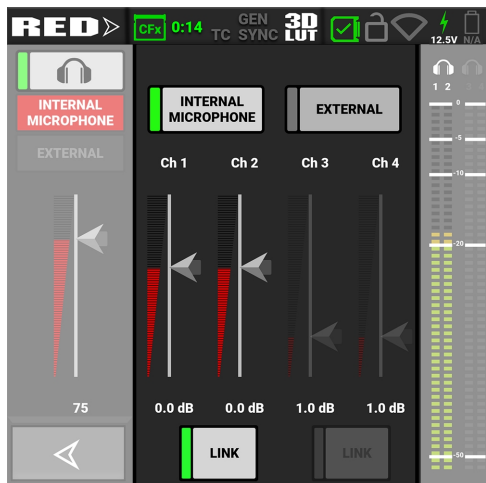 RED
CFx 0:14
GEN
TC SYNC
3D
LUT
12.5V N/A
INTERNAL
MICROPHONE
EXTERNAL
75
INTERNAL
MICROPHONE
EXTERNAL
Ch 1 Ch 2 Ch 3 Ch 4
0.0 dB 0.0 dB 1.0 dB 1.0 dB
LINK
LINK
1 2 3 4
0
-5
-10
-20
-50